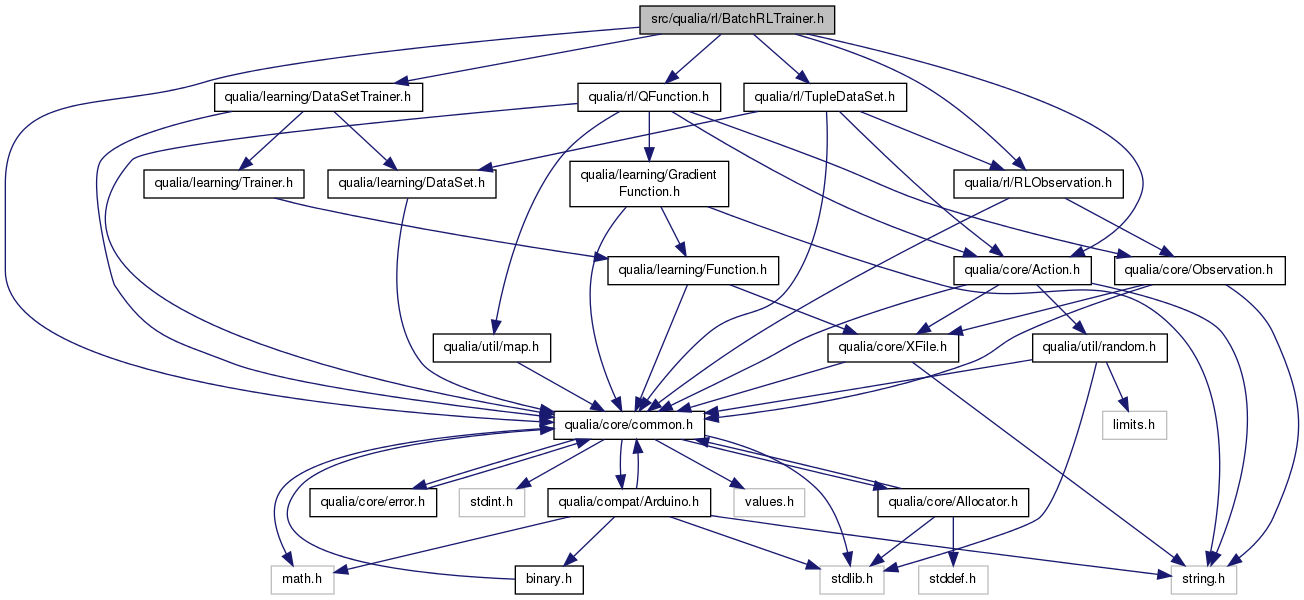 src/qualia/rl/BatchRLTrainer.h
qualia/learning/DataSetTrainer.h
qualia/rl/QFunction.h
qualia/rl/TupleDataSet.h
qualia/learning/Trainer.h
qualia/learning/DataSet.h
qualia/learning/Gradient
Function.h
qualia/rl/RLObservation.h
qualia/learning/Function.h
qualia/core/Action.h
qualia/core/Observation.h
qualia/util/map.h
qualia/core/XFile.h
qualia/util/random.h
qualia/core/common.h
limits.h
qualia/core/error.h
stdint.h
qualia/compat/Arduino.h
values.h
qualia/core/Allocator.h
math.h
binary.h
stdlib.h
stddef.h
string.h